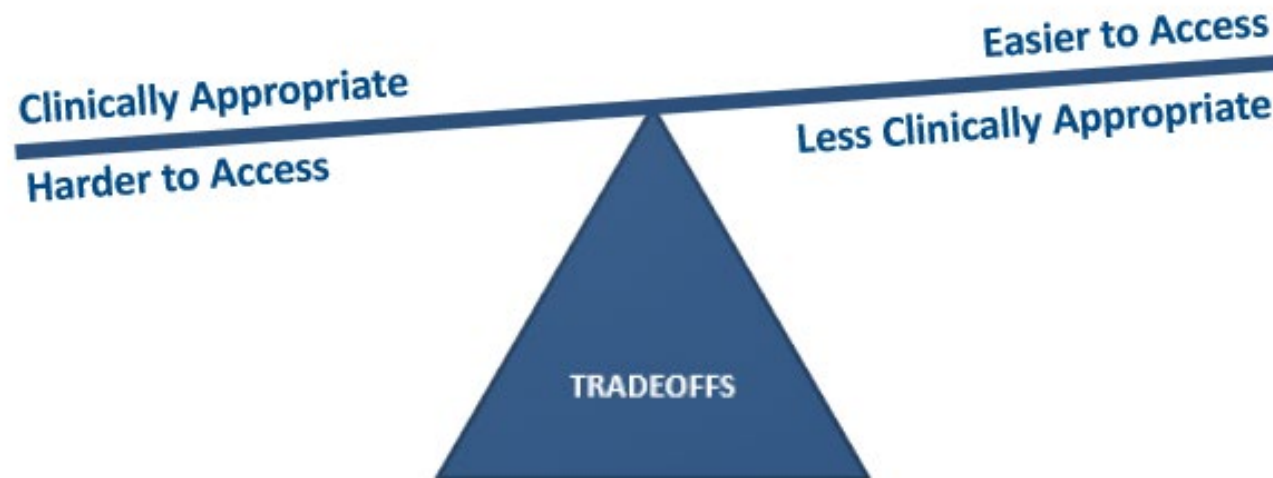 Clinically Appropriate
Harder to Access
Easier to Access
Less Clinically Appropriate
TRADEOFFS